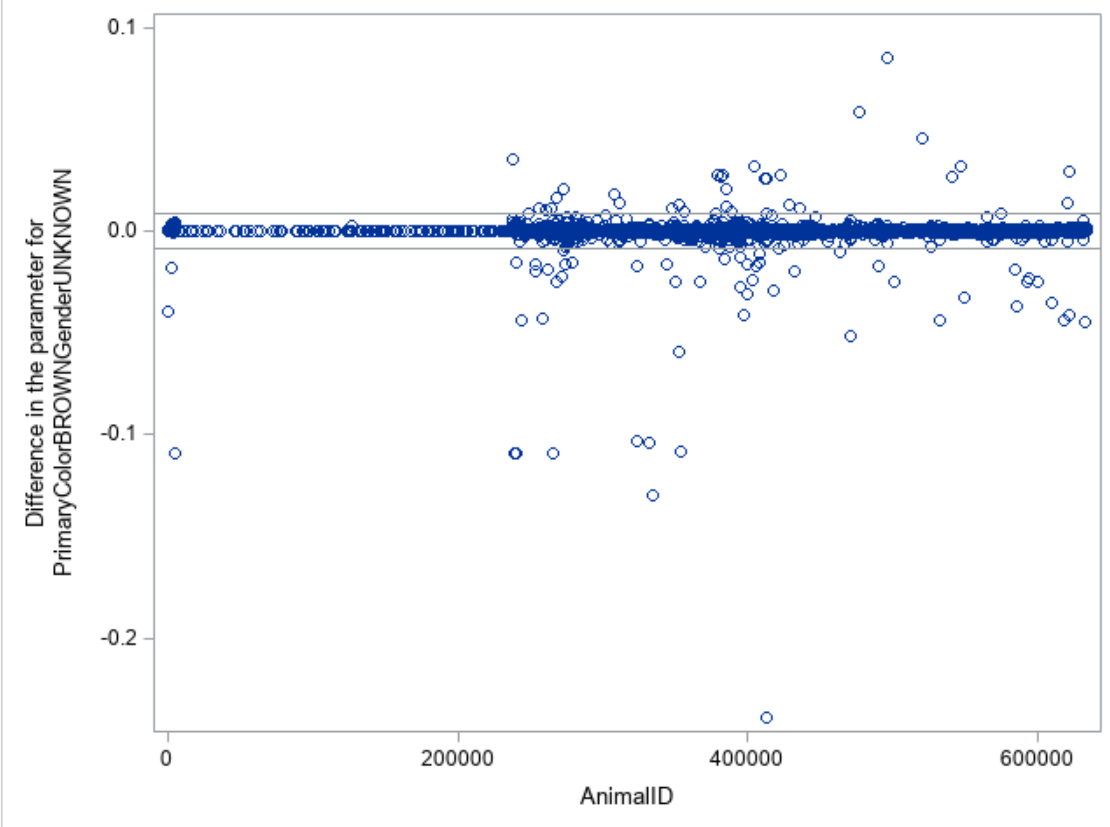 0.1
0.0
-0.1
-0.2
Difference in the parameter for
PrimaryColorBROWNGenderUNKNOWN
0
200000
400000
600000
AnimalID